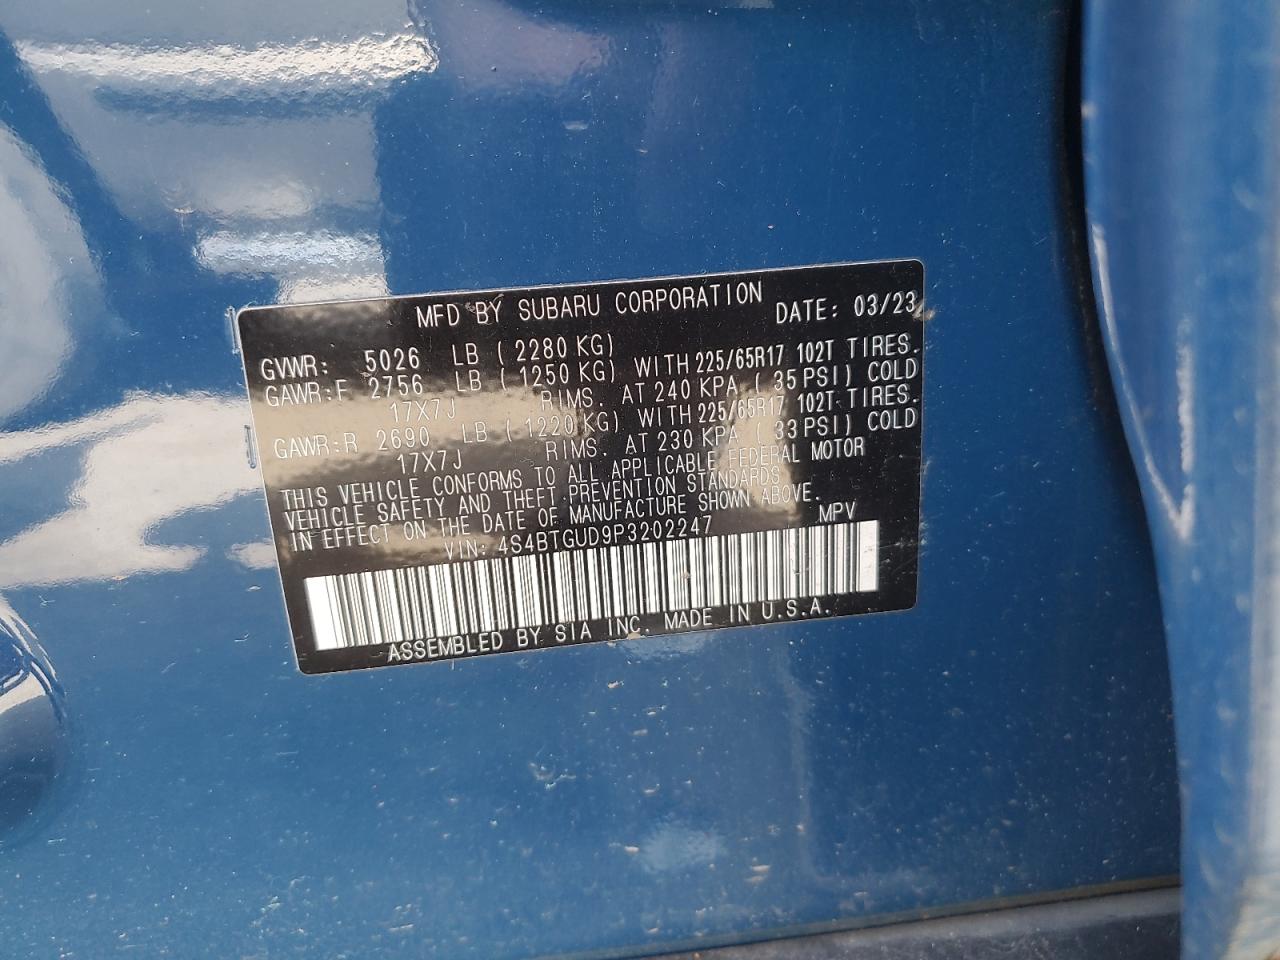 MFD BY SUBARU CORPORATION DATE: 03/23
GVWR: 5026 LB ( 2280 KG)
GAWR:F 2756 LB ( 1250 KG) WITH 225/65R17 102T TIRES.
17X7J RIMS. AT 240 KPA ( 35 PSI) COLD
GAWR:R 2690 LB ( 1220 KG) WITH 225/65R17 102T TIRES.
17X7J RIMS. AT 230 KPA ( 33 PSI) COLD
THIS VEHICLE CONFORMS TO ALL APPLICABLE FEDERAL MOTOR
VEHICLE SAFETY AND THEFT PREVENTION STANDARDS
IN EFFECT ON THE DATE OF MANUFACTURE SHOWN ABOVE.
VIN: 4S4BTGUD9P3202247 MPV
ASSEMBLED BY SIA INC. MADE IN U.S.A.